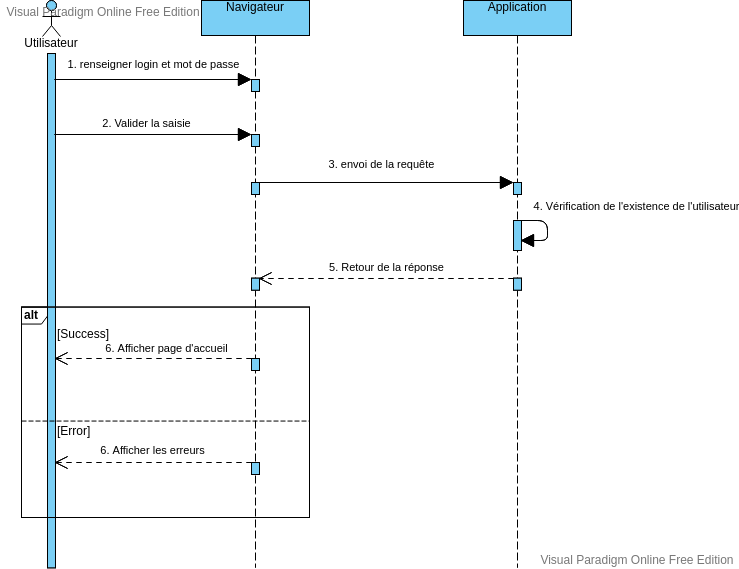 Visual Paradigm Online Free Edition
Navigateur
Application
Utilisateur
1. renseigner login et mot de passe
2. Valider la saisie
3. envoi de la requête
4. Vérification de l'existence de l'utilisateur
5. Retour de la réponse
alt
[Success]
6. Afficher page d'accueil
[Error]
6. Afficher les erreurs
Visual Paradigm Online Free Edition